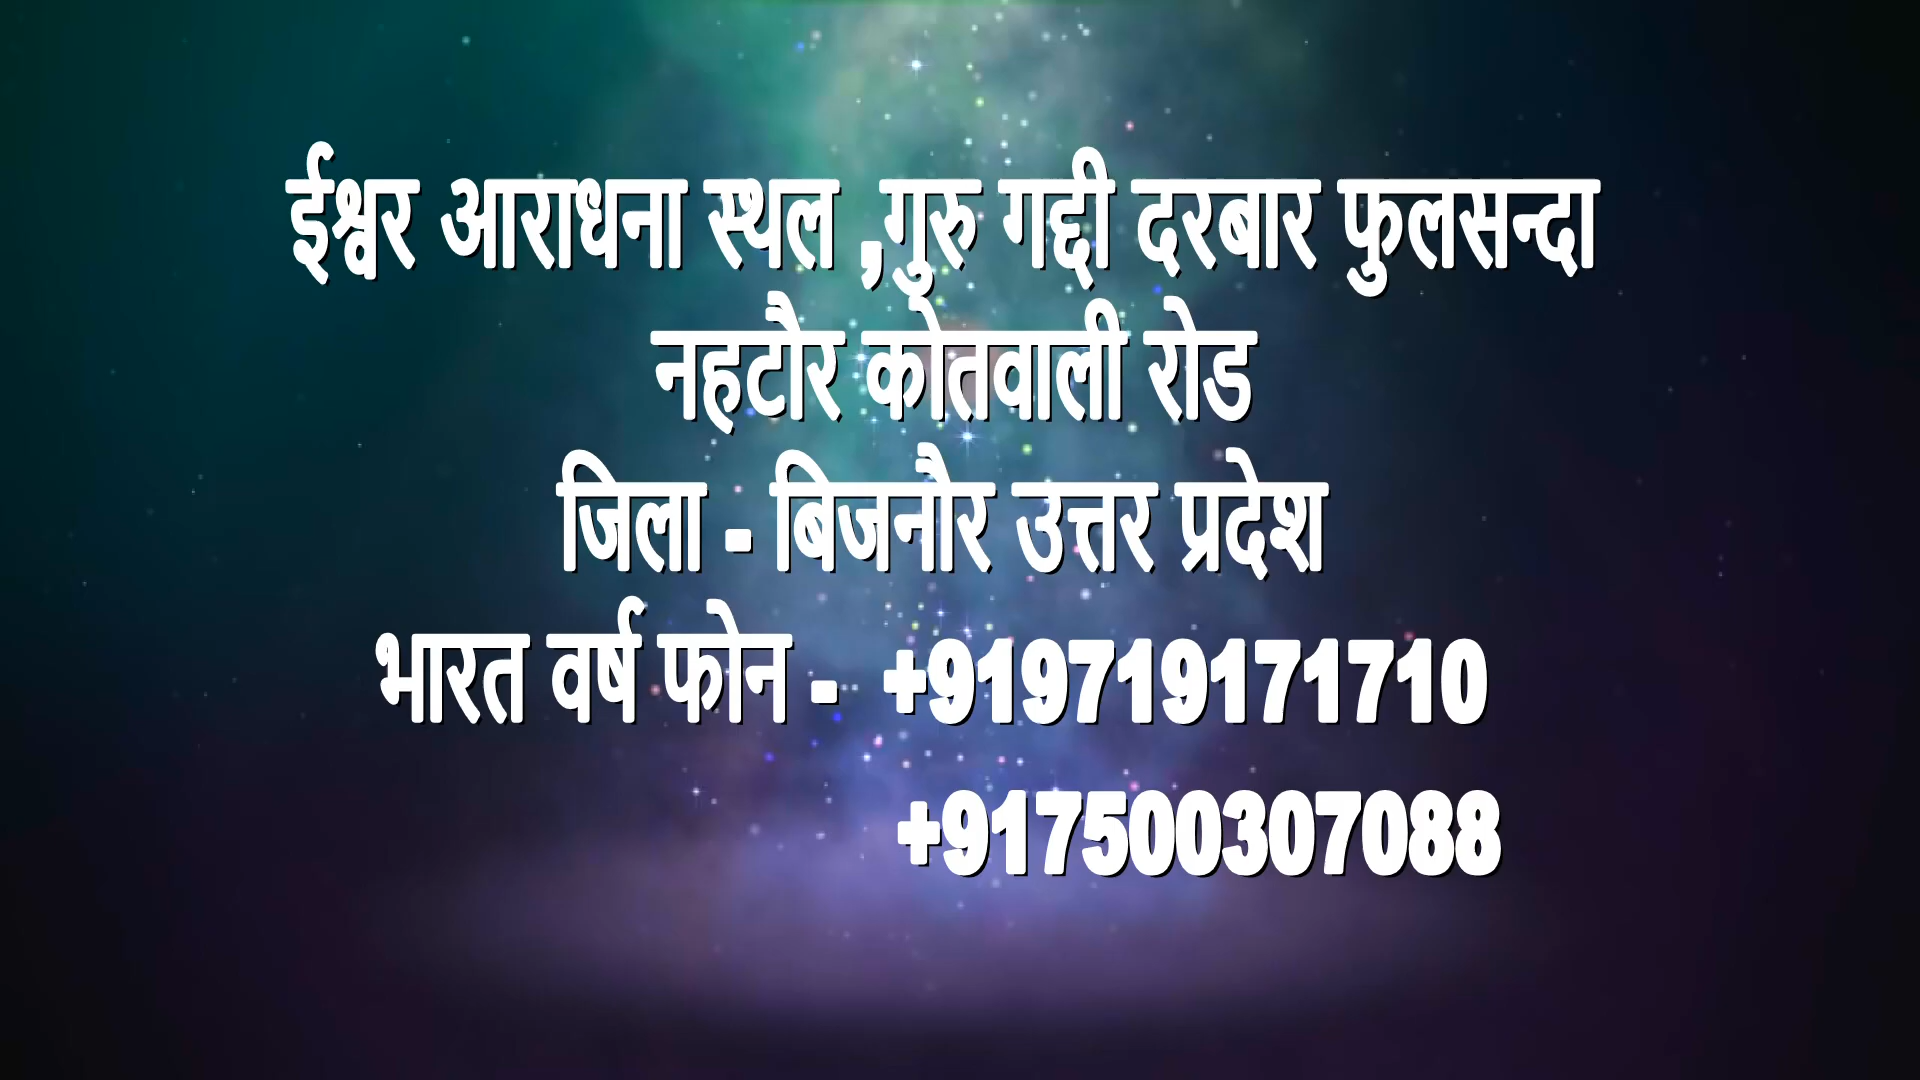 ईश्वर आराधना स्थल ,गुरु गद्दी दरबार फुलसन्दा
नहटौर कोतवाली रोड
जिला - बिजनौर उत्तर प्रदेश
भारत वर्ष फोन - +919719171710
+917500307088